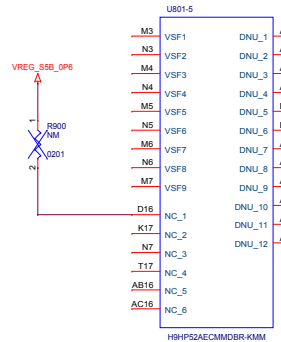 U801-5
M3 VSF1 DNU_1
N3 VSF2 DNU_2
M4 VSF3 DNU_3
N4 VSF4 DNU_4
M5 VSF5 DNU_5
N5 VSF6 DNU_6
M6 VSF7 DNU_7
N6 VSF8 DNU_8
M7 VSF9 DNU_9
DNU_10
DNU_11
DNU_12
D16 NC_1
K17 NC_2
N7 NC_3
T17 NC_4
AB16 NC_5
AC16 NC_6
VREG_S5B_0P6
1
R900
NM
0201
2
H9HP52AECMMDBR-KMM